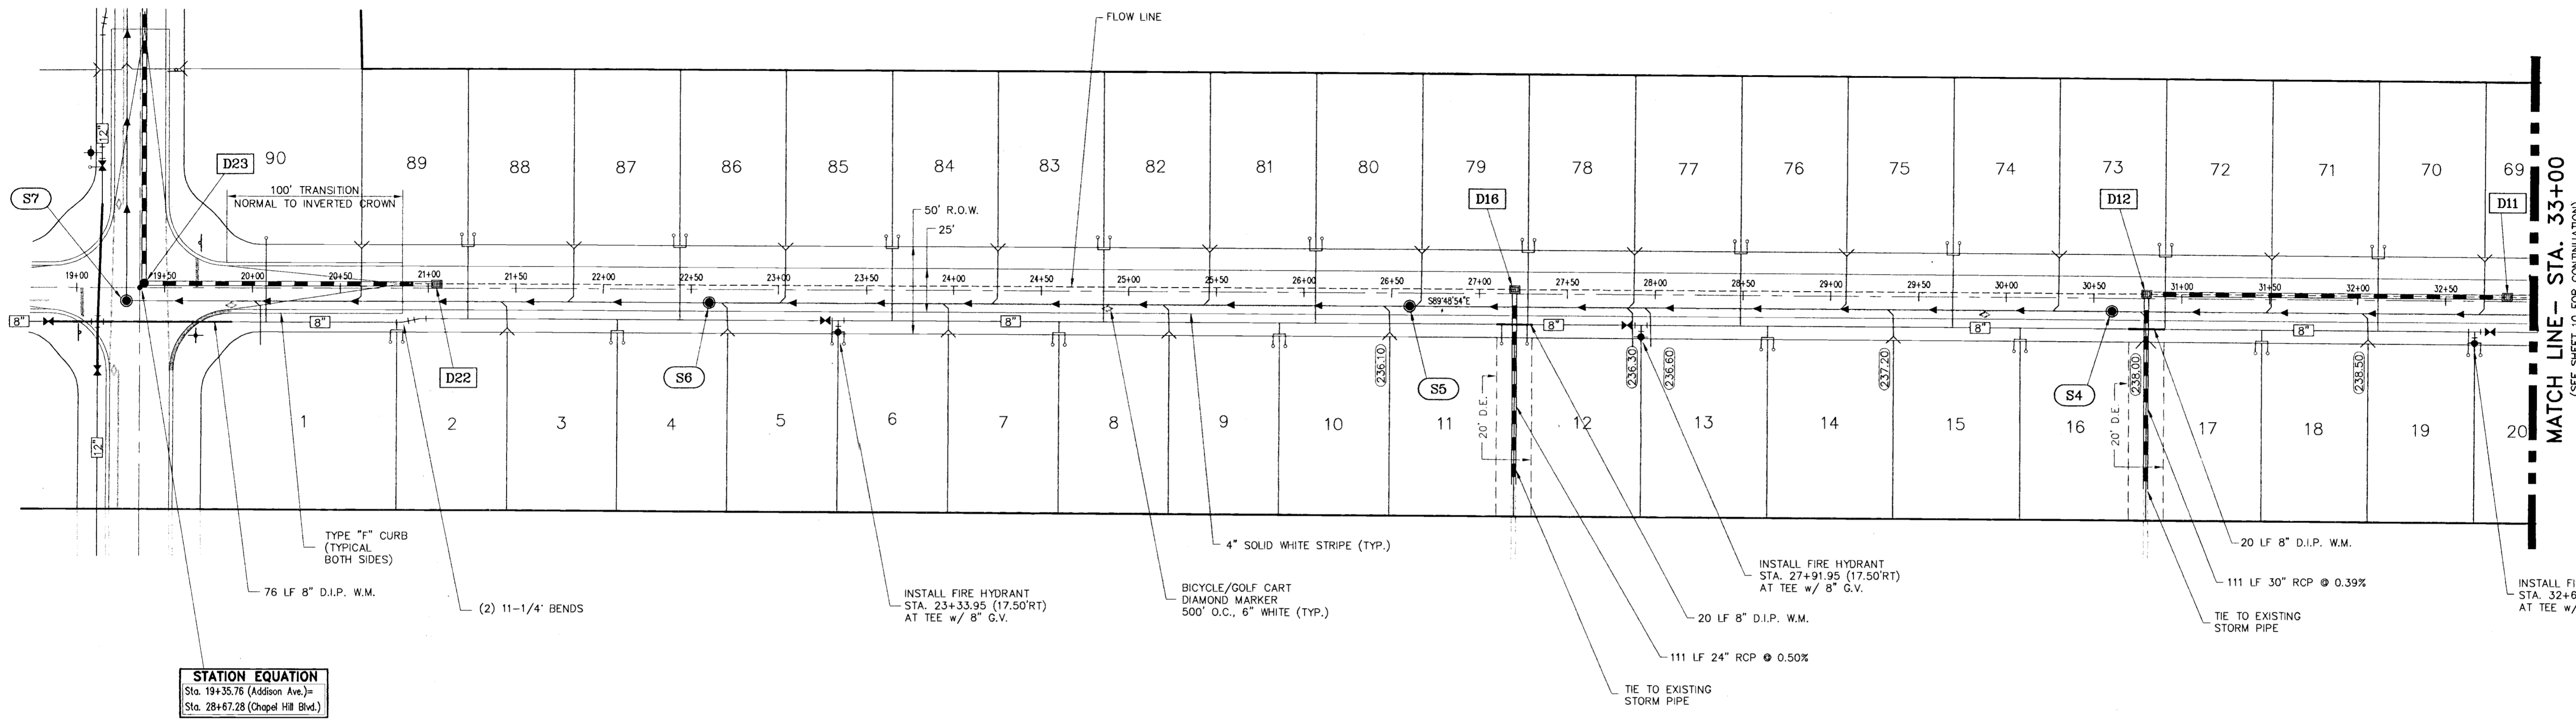 FLOW LINE
12"
90
89
88
87
86
85
84
83
82
81
80
79
78
77
76
75
74
73
72
71
70
69
D23
S7
100' TRANSITION
NORMAL TO INVERTED CROWN
50' R.O.W.
25'
D16
D12
D11
19+00
19+50
20+00
20+50
21+00
21+50
22+00
22+50
23+00
23+50
24+00
24+50
25+00
25+50
26+00
26+50
27+00
27+50
28+00
28+50
29+00
29+50
30+00
30+50
31+00
31+50
32+00
32+50
S89°48'54"E
8"
8"
8"
8"
8"
8"
D22
S6
S5
S4
236.10
236.30
236.60
237.20
238.00
238.50
20' D.E.
20' D.E.
12"
1
2
3
4
5
6
7
8
9
10
11
12
13
14
15
16
17
18
19
20
MATCH LINE- STA. 33+00
(SEE SHEET 10 FOR CONTINUATION)
TYPE "F" CURB
(TYPICAL
BOTH SIDES)
76 LF 8" D.I.P. W.M.
(2) 11-1/4° BENDS
INSTALL FIRE HYDRANT
STA. 23+33.95 (17.50'RT)
AT TEE w/ 8" G.V.
BICYCLE/GOLF CART
DIAMOND MARKER
500' O.C., 6" WHITE (TYP.)
4" SOLID WHITE STRIPE (TYP.)
INSTALL FIRE HYDRANT
STA. 27+91.95 (17.50'RT)
AT TEE w/ 8" G.V.
20 LF 8" D.I.P. W.M.
111 LF 24" RCP @ 0.50%
TIE TO EXISTING
STORM PIPE
20 LF 8" D.I.P. W.M.
111 LF 30" RCP @ 0.39%
TIE TO EXISTING
STORM PIPE
INSTALL FI
STA. 32+6
AT TEE w/
STATION EQUATION
Sta. 19+35.76 (Addison Ave.)=
Sta. 28+67.28 (Chapel Hill Blvd.)